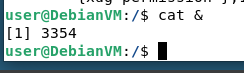 user@DebianVM:/$ cat &
[1] 3354
user@DebianVM:/$